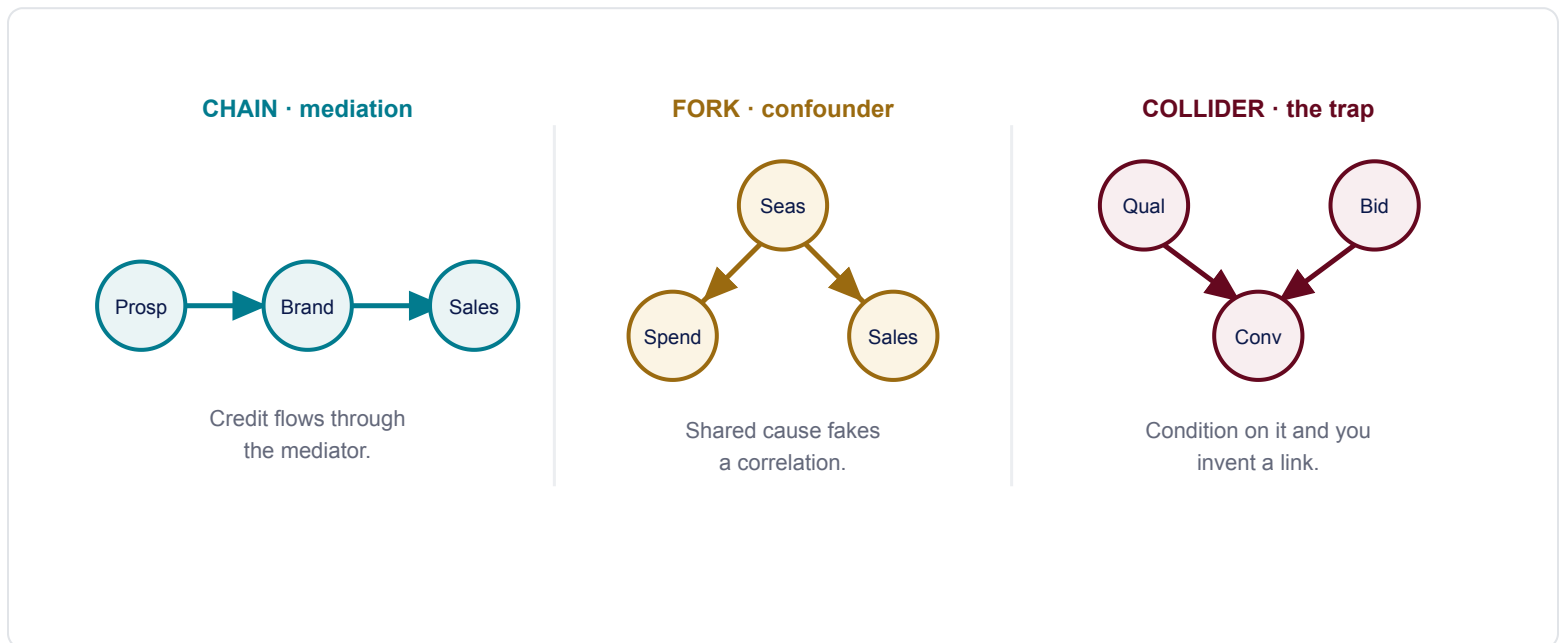 CHAIN · mediation
Prosp
Brand
Sales
Credit flows through
the mediator.
FORK · confounder
Seas
Spend
Sales
Shared cause fakes
a correlation.
COLLIDER · the trap
Qual
Bid
Conv
Condition on it and you
invent a link.